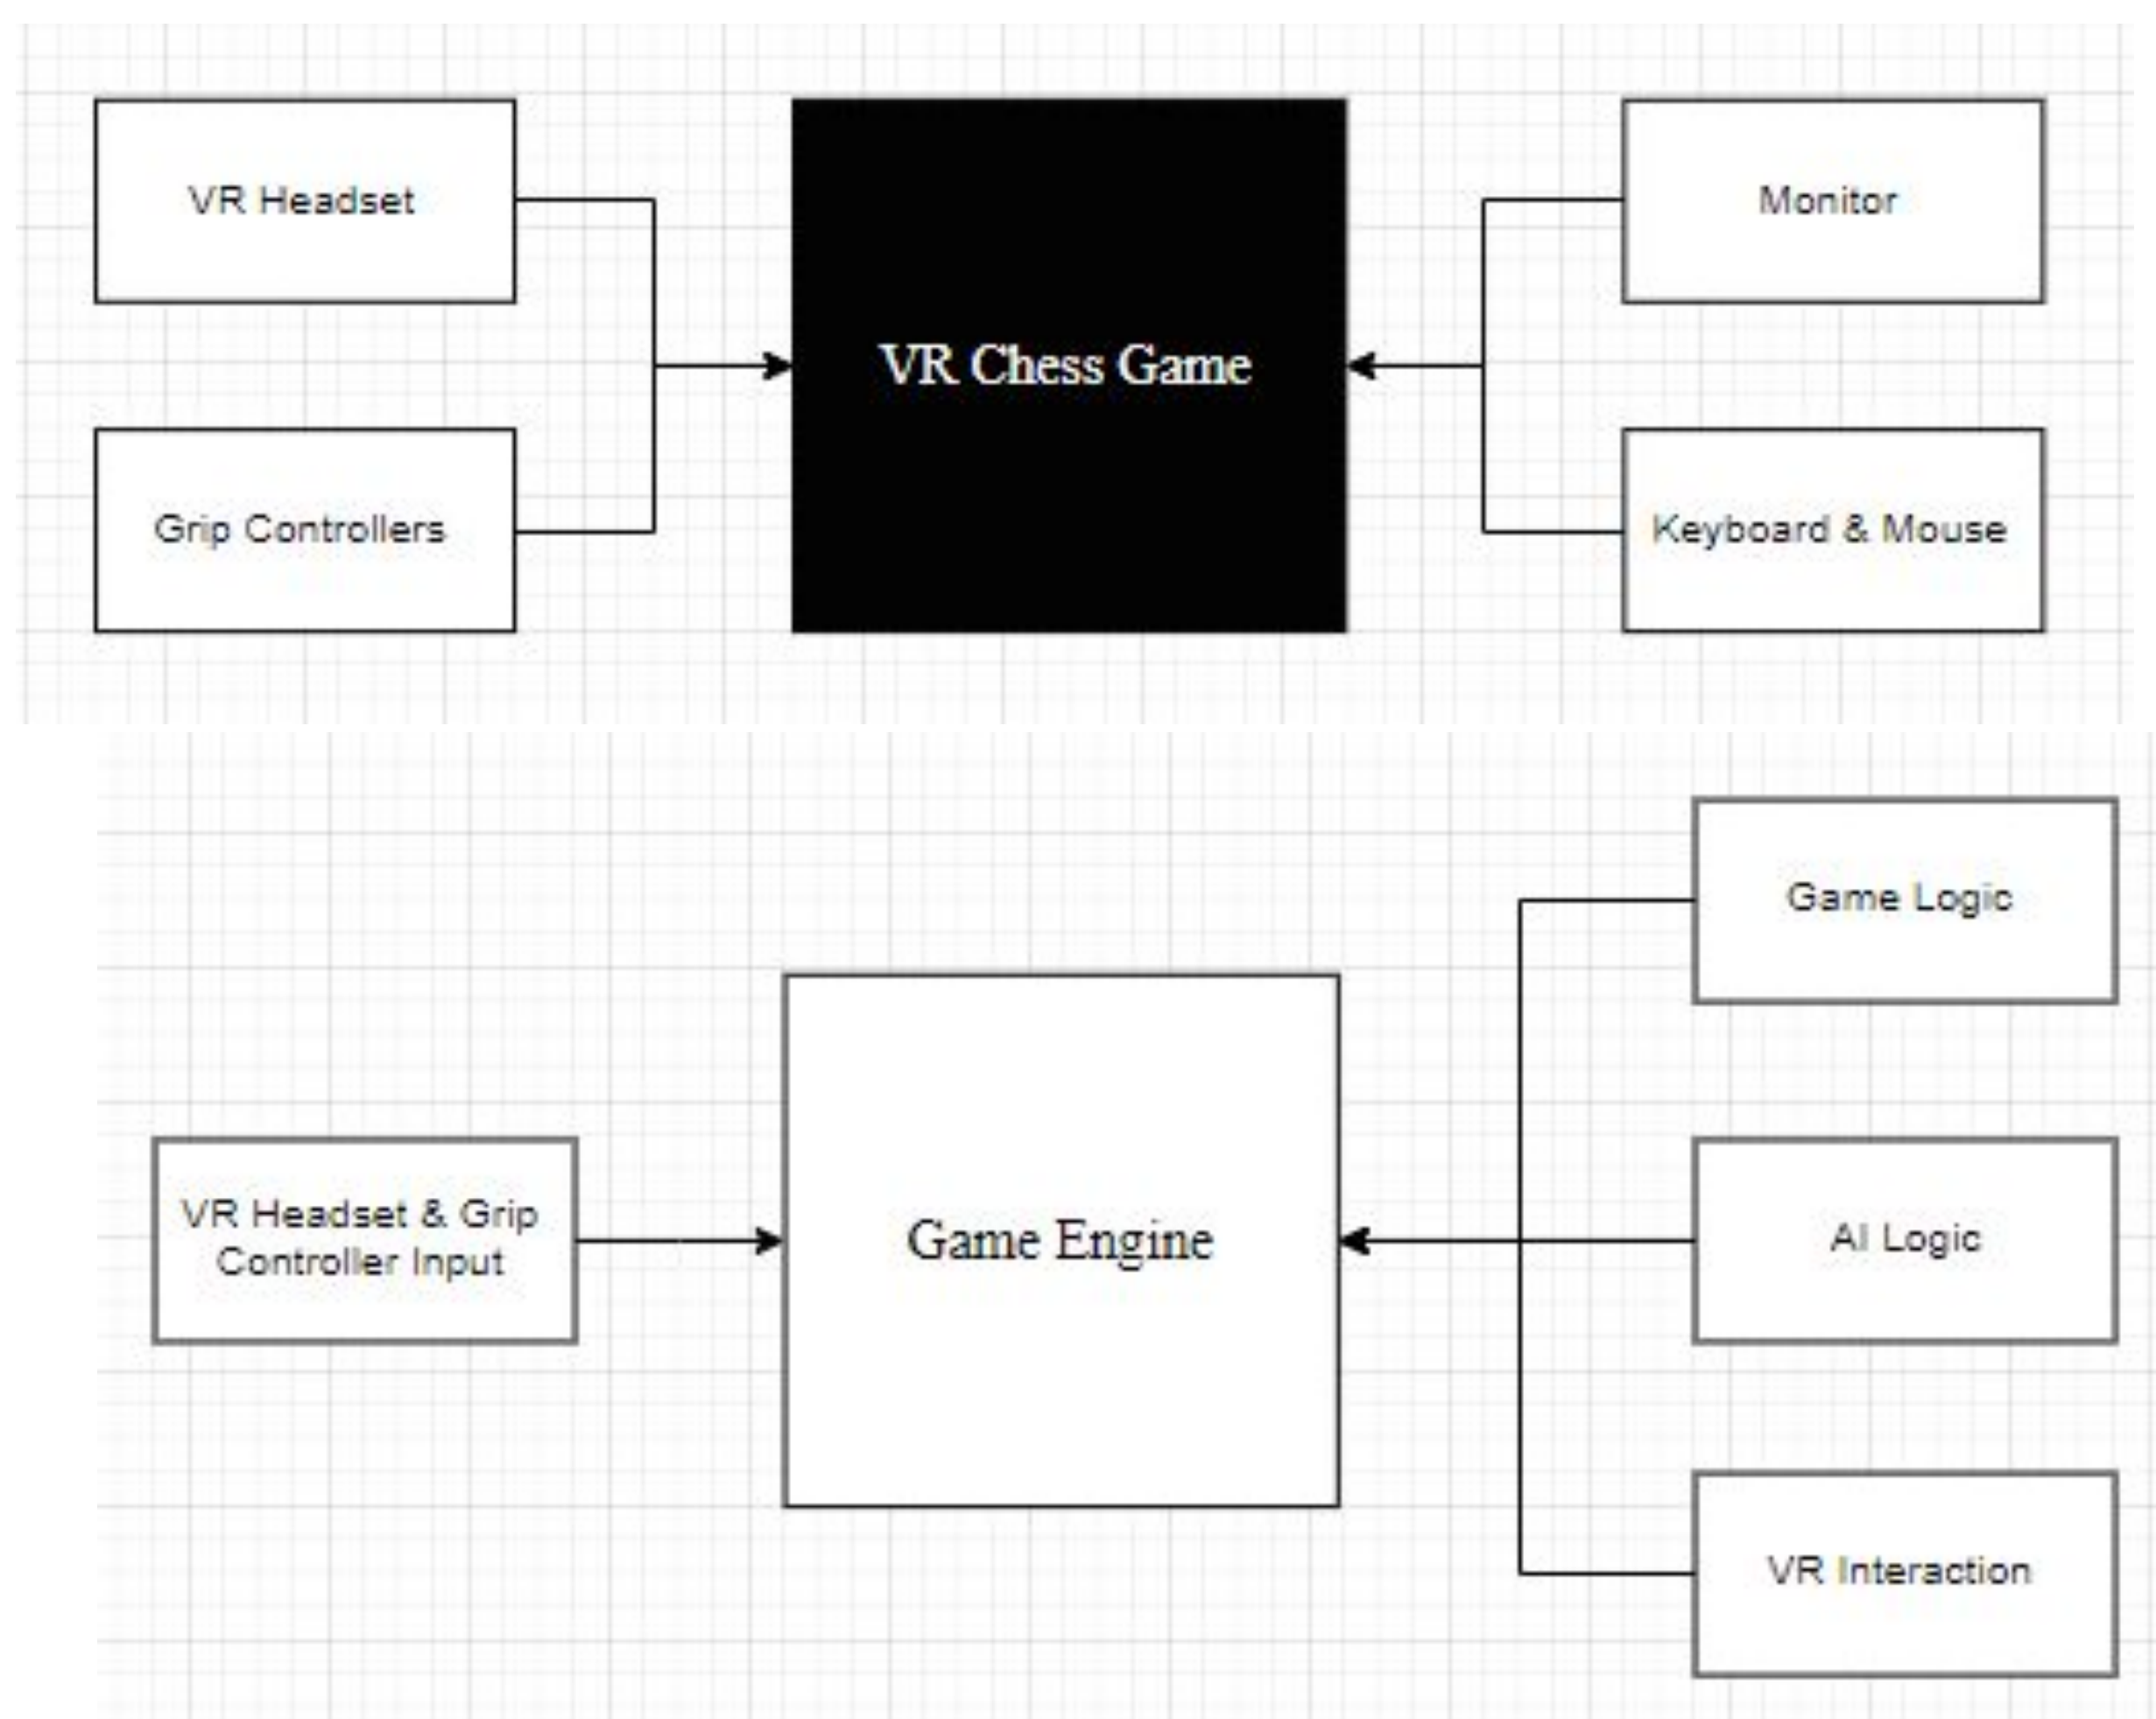 VR Headset
Grip Controllers
VR Chess Game
Monitor
Keyboard & Mouse
VR Headset & Grip
Controller Input
Game Engine
Game Logic
AI Logic
VR Interaction